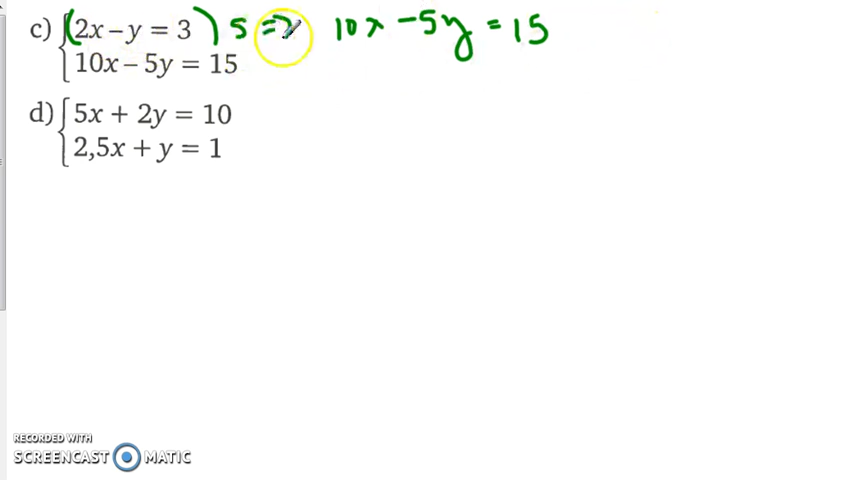 c) (2x – y = 3 ) 5 => 10x – 5y = 15
10x – 5y = 15
d) 5x + 2y = 10
2,5x + y = 1
RECORDED WITH
SCREENCAST MATIC